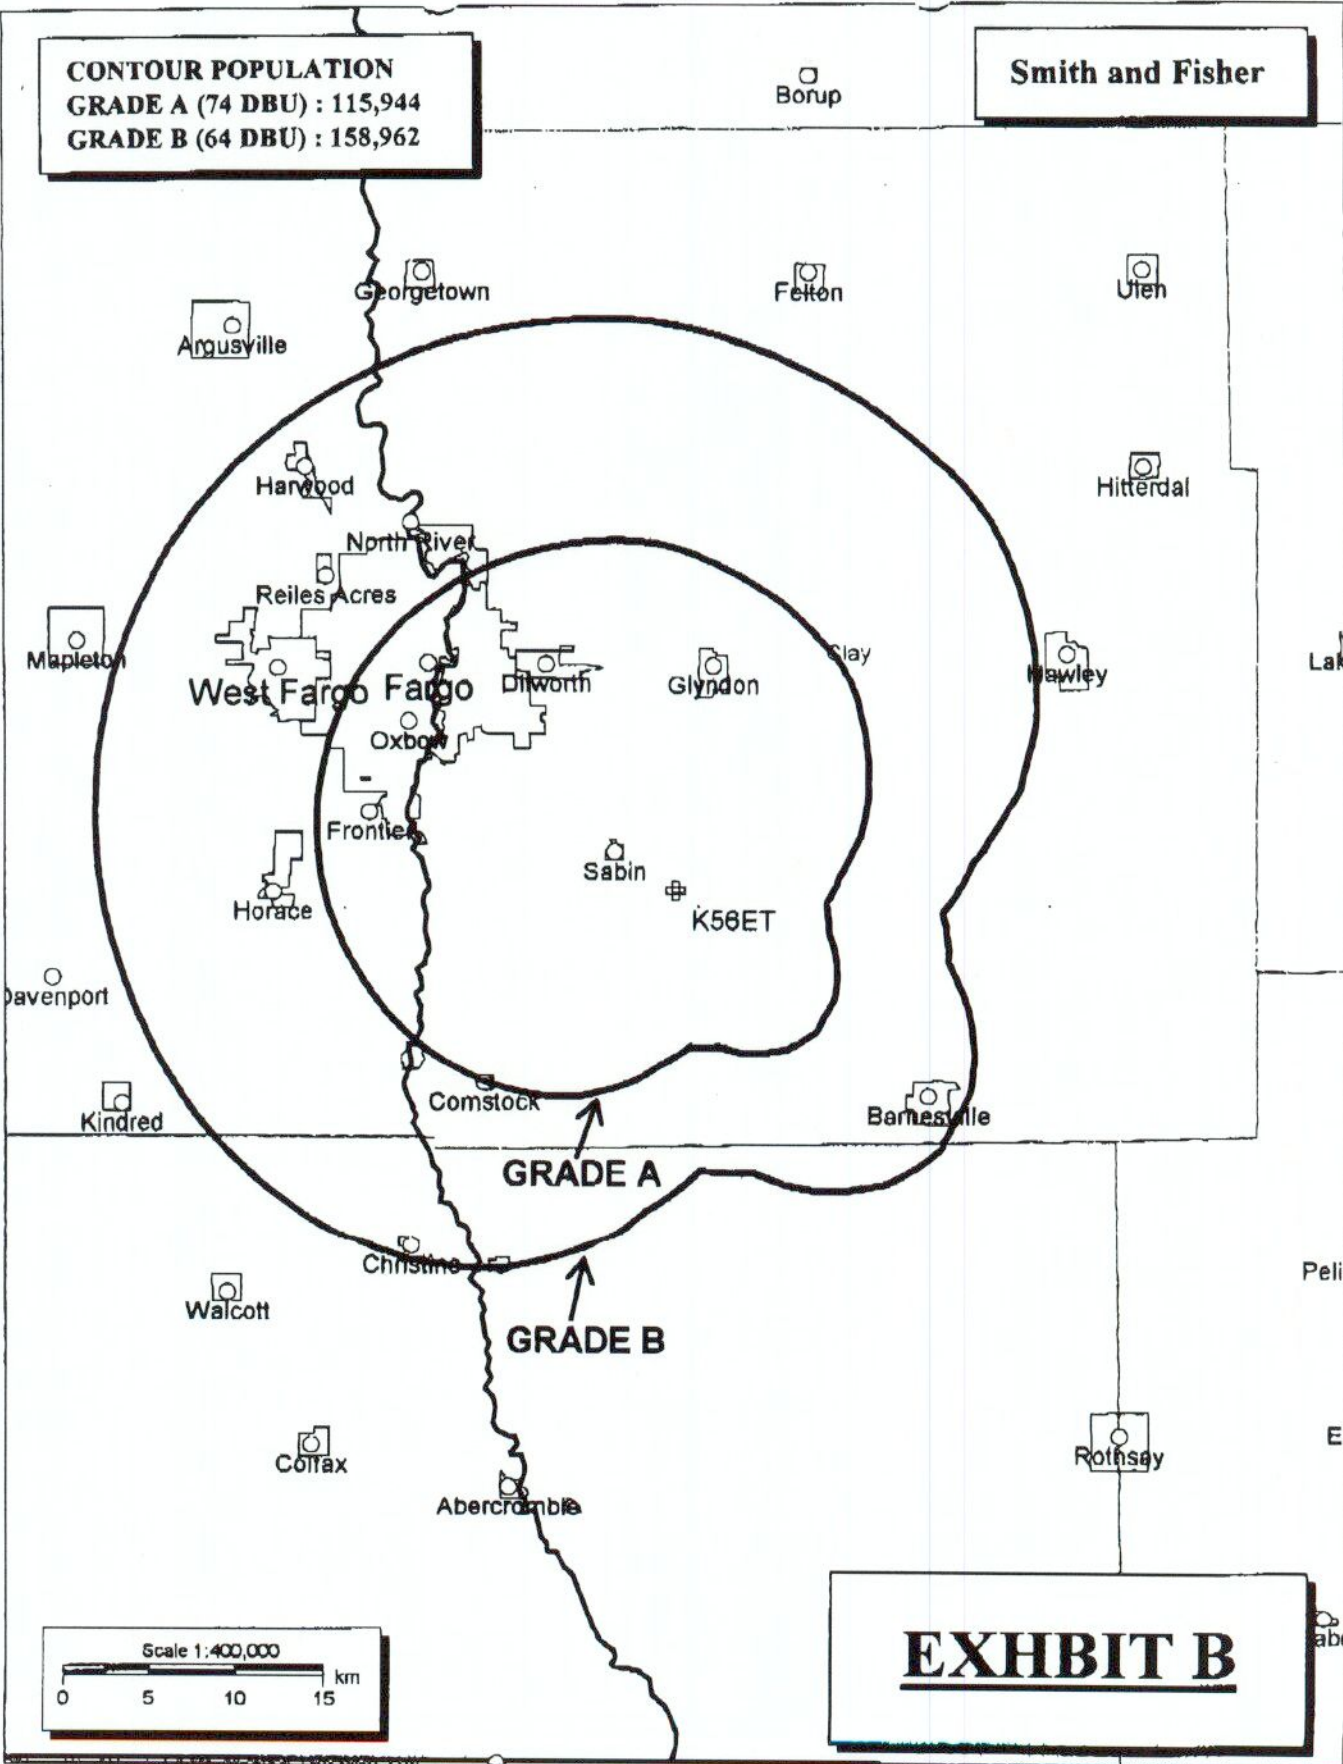 CONTOUR POPULATION
GRADE A (74 DBU) : 115,944
GRADE B (64 DBU) : 158,962
Smith and Fisher
Borup
Georgetown
Felton
Ulen
Argusville
Harwood
Hitterdal
North River
Reiles Acres
Mapleton
Clay
Lak
West Fargo
Fargo
Dilworth
Glyndon
Hawley
Oxbow
Frontier
Sabin
Horace
K56ET
Davenport
Comstock
Kindred
Barnesville
GRADE A
Christine
Peli
Walcott
GRADE B
Colfax
E
Rothsay
Abercrombie
EXHBIT B
Scale 1:400,000
km
0 5 10 15